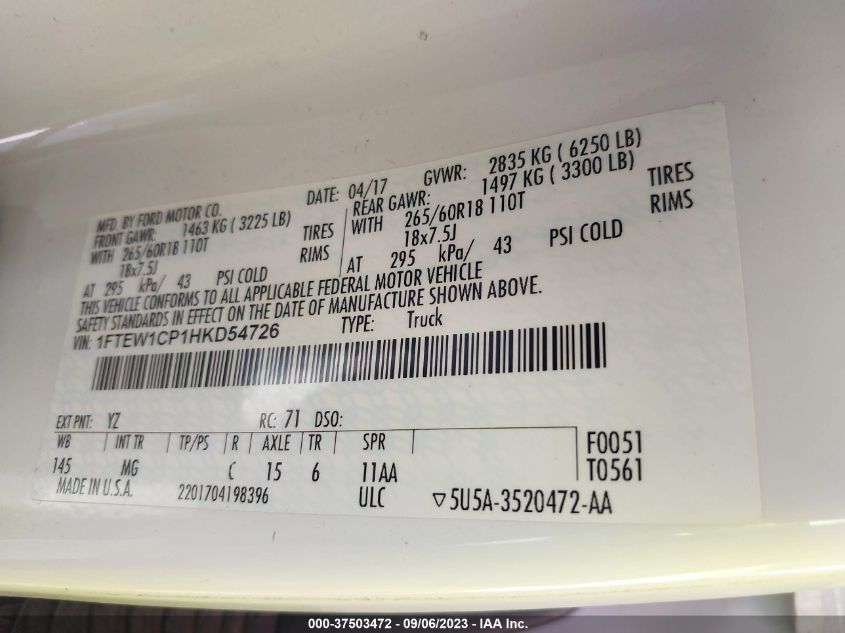 MFD. BY FORD MOTOR CO. DATE: 04/17 GVWR: 2835 KG ( 6250 LB)
FRONT GAWR: 1463 KG ( 3225 LB) REAR GAWR: 1497 KG ( 3300 LB)
WITH 265/60R18 110T TIRES WITH 265/60R18 110T TIRES
18x7.5J RIMS 18x7.5J RIMS
AT 295 kPa/ 43 PSI COLD AT 295 kPa/ 43 PSI COLD
THIS VEHICLE CONFORMS TO ALL APPLICABLE FEDERAL MOTOR VEHICLE
SAFETY STANDARDS IN EFFECT ON THE DATE OF MANUFACTURE SHOWN ABOVE.
VIN: 1FTEW1CP1HKD54726 TYPE: Truck
EXT PNT: YZ RC: 71 DSO:
WB INT TR TP/PS R AXLE TR SPR F0051
145 MG C 15 6 11AA T0561
MADE IN U.S.A. 2201704198396 ULC ▽5U5A-3520472-AA
000-37503472 - 09/06/2023 - IAA Inc.